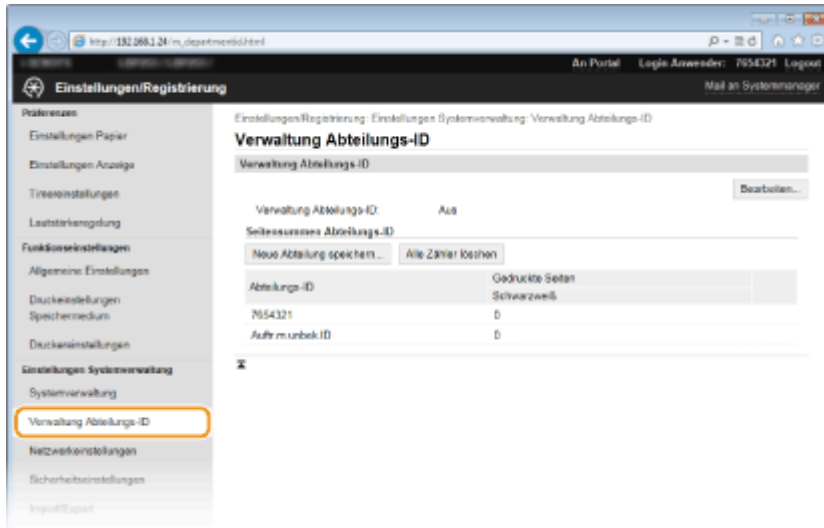 http://192.168.1.24/m_departmentid.html
An Portal Login Anwender: 7654321 Logout
Einstellungen/Registrierung
Mail an Systemmanager
Präferenzen
Einstellungen Papier
Einstellungen Anzeige
Timereinstellungen
Lautstärkeregelung
Funktionseinstellungen
Allgemeine Einstellungen
Druckeinstellungen
Speichermedium
Druckereinstellungen
Einstellungen Systemverwaltung
Systemverwaltung
Verwaltung Abteilungs-ID
Netzwerkeinstellungen
Sicherheitseinstellungen
Import/Export
Einstellungen/Registrierung: Einstellungen Systemverwaltung: Verwaltung Abteilungs-ID
Verwaltung Abteilungs-ID
Verwaltung Abteilungs-ID
Bearbeiten...
Verwaltung Abteilungs-ID: Aus
Seitensummen Abteilungs-ID
Neue Abteilung speichern... Alle Zähler löschen
Abteilungs-ID Gedruckte Seiten
Schwarzweiß
7654321 0
Auftr.m.unbek.ID 0